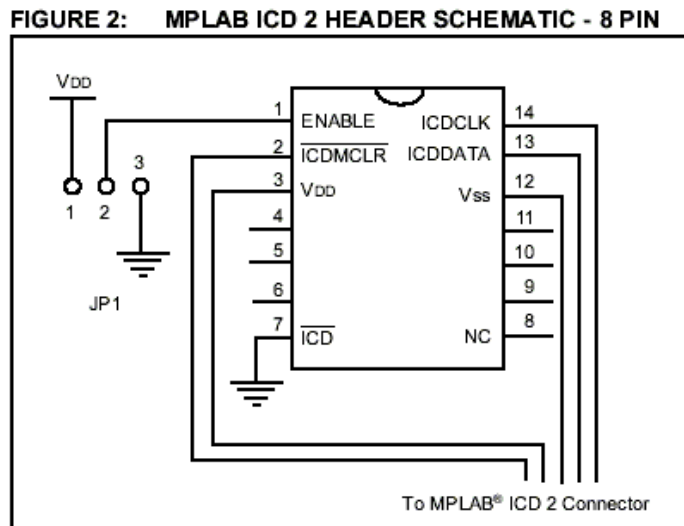 FIGURE 2: MPLAB ICD 2 HEADER SCHEMATIC - 8 PIN
VDD
1 ENABLE ICDCLK 14
2 ICDMCLR ICDDATA 13
3 VDD VSS 12
3
1 2
4 11
5 10
6 9
JP1
7 ICD NC 8
To MPLAB® ICD 2 Connector